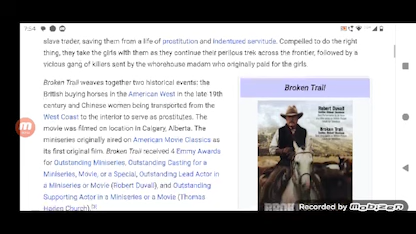 1:54
slave trader, saving them from a life of prostitution and indentured servitude. Compelled to do the right
thing, they take the girls with them as they continue their perilous trek across the frontier, followed by a
vicious gang of killers sent by the whorehouse madam who originally paid for the girls.
Broken Trail weaves together two historical events: the
British buying horses in the American West in the late 19th
century and Chinese women being transported from the
West Coast to the interior to serve as prostitutes. The
movie was filmed on location in Calgary, Alberta. The
miniseries originally aired on American Movie Classics as
its first original film. Broken Trail received 4 Emmy Awards
for Outstanding Miniseries, Outstanding Casting for a
Miniseries, Movie, or a Special, Outstanding Lead Actor in
a Miniseries or Movie (Robert Duvall), and Outstanding
Supporting Actor in a Miniseries or Movie (Thomas
Haden Church).
Broken Trail
Robert Duvall
Broken Trail
BROK
Recorded by Mobizen